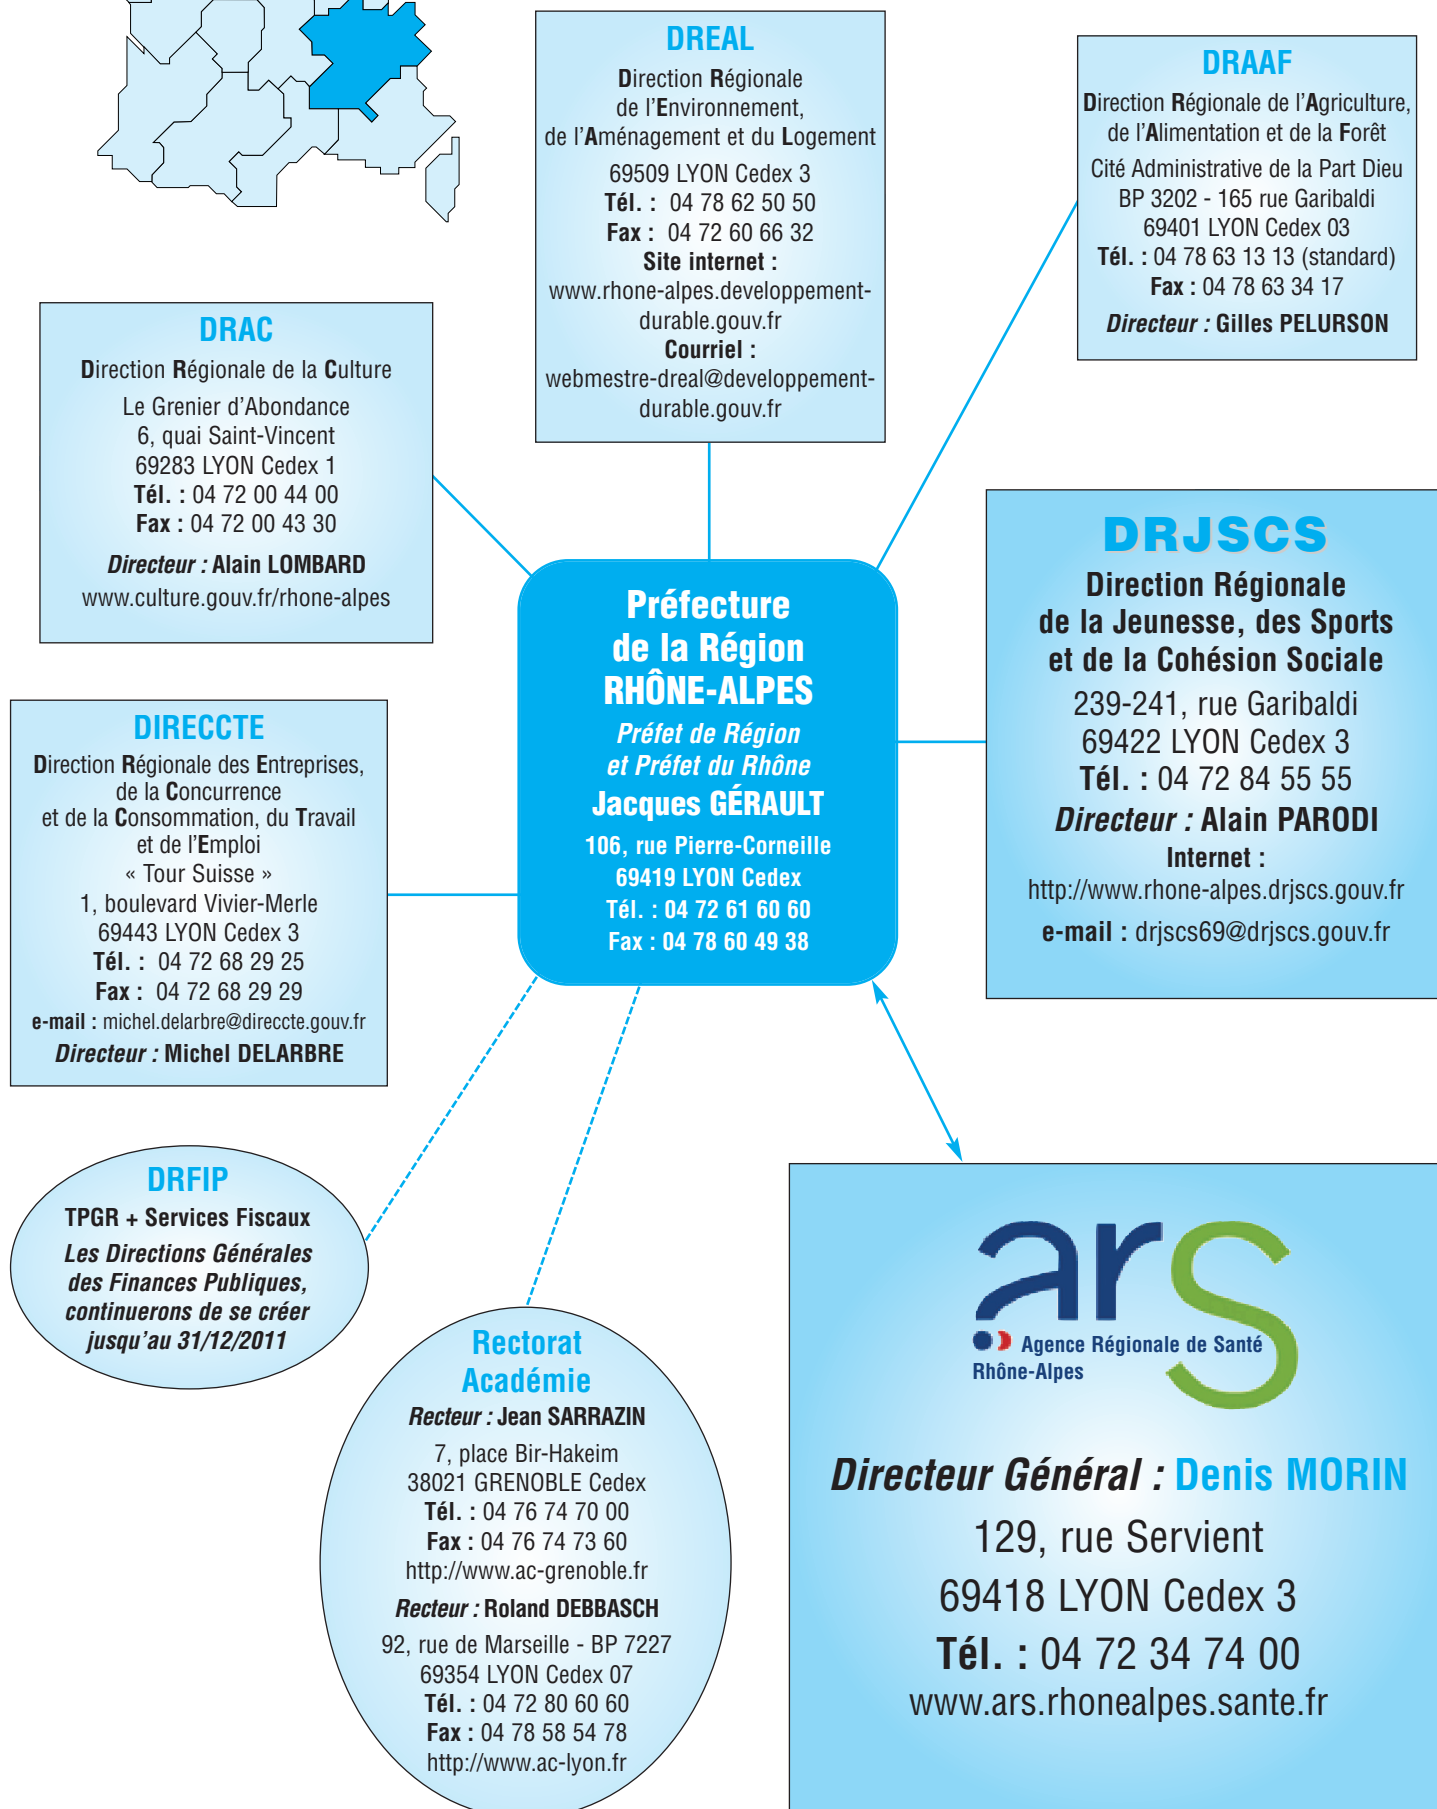 DREAL
Direction Régionale
de l'Environnement,
de l'Aménagement et du Logement
69509 LYON Cedex 3
Tél. : 04 78 62 50 50
Fax : 04 72 60 66 32
Site internet :
www.rhone-alpes.developpement-
durable.gouv.fr
Courriel :
webmestre-dreal@developpement-
durable.gouv.fr
DRAAF
Direction Régionale de l'Agriculture,
de l'Alimentation et de la Forêt
Cité Administrative de la Part Dieu
BP 3202 - 165 rue Garibaldi
69401 LYON Cedex 03
Tél. : 04 78 63 13 13 (standard)
Fax : 04 78 63 34 17
Directeur : Gilles PELURSON
DRAC
Direction Régionale de la Culture
Le Grenier d'Abondance
6, quai Saint-Vincent
69283 LYON Cedex 1
Tél. : 04 72 00 44 00
Fax : 04 72 00 43 30
Directeur : Alain LOMBARD
www.culture.gouv.fr/rhone-alpes
Préfecture
de la Région
RHÔNE-ALPES
Préfet de Région
et Préfet du Rhône
Jacques GÉRAULT
106, rue Pierre-Corneille
69419 LYON Cedex
Tél. : 04 72 61 60 60
Fax : 04 78 60 49 38
DRJSCS
Direction Régionale
de la Jeunesse, des Sports
et de la Cohésion Sociale
239-241, rue Garibaldi
69422 LYON Cedex 3
Tél. : 04 72 84 55 55
Directeur : Alain PARODI
Internet :
http://www.rhone-alpes.drjscs.gouv.fr
e-mail : drjscs69@drjscs.gouv.fr
DIRECCTE
Direction Régionale des Entreprises,
de la Concurrence
et de la Consommation, du Travail
et de l'Emploi
« Tour Suisse »
1, boulevard Vivier-Merle
69443 LYON Cedex 3
Tél. : 04 72 68 29 25
Fax : 04 72 68 29 29
e-mail : michel.delarbre@direccte.gouv.fr
Directeur : Michel DELARBRE
DRFIP
TPGR + Services Fiscaux
Les Directions Générales
des Finances Publiques,
continuerons de se créer
jusqu'au 31/12/2011
Rectorat
Académie
Recteur : Jean SARRAZIN
7, place Bir-Hakeim
38021 GRENOBLE Cedex
Tél. : 04 76 74 70 00
Fax : 04 76 74 73 60
http://www.ac-grenoble.fr
Recteur : Roland DEBBASCH
92, rue de Marseille - BP 7227
69354 LYON Cedex 07
Tél. : 04 72 80 60 60
Fax : 04 78 58 54 78
http://www.ac-lyon.fr
ars
Agence Régionale de Santé
Rhône-Alpes
Directeur Général : Denis MORIN
129, rue Servient
69418 LYON Cedex 3
Tél. : 04 72 34 74 00
www.ars.rhonealpes.sante.fr